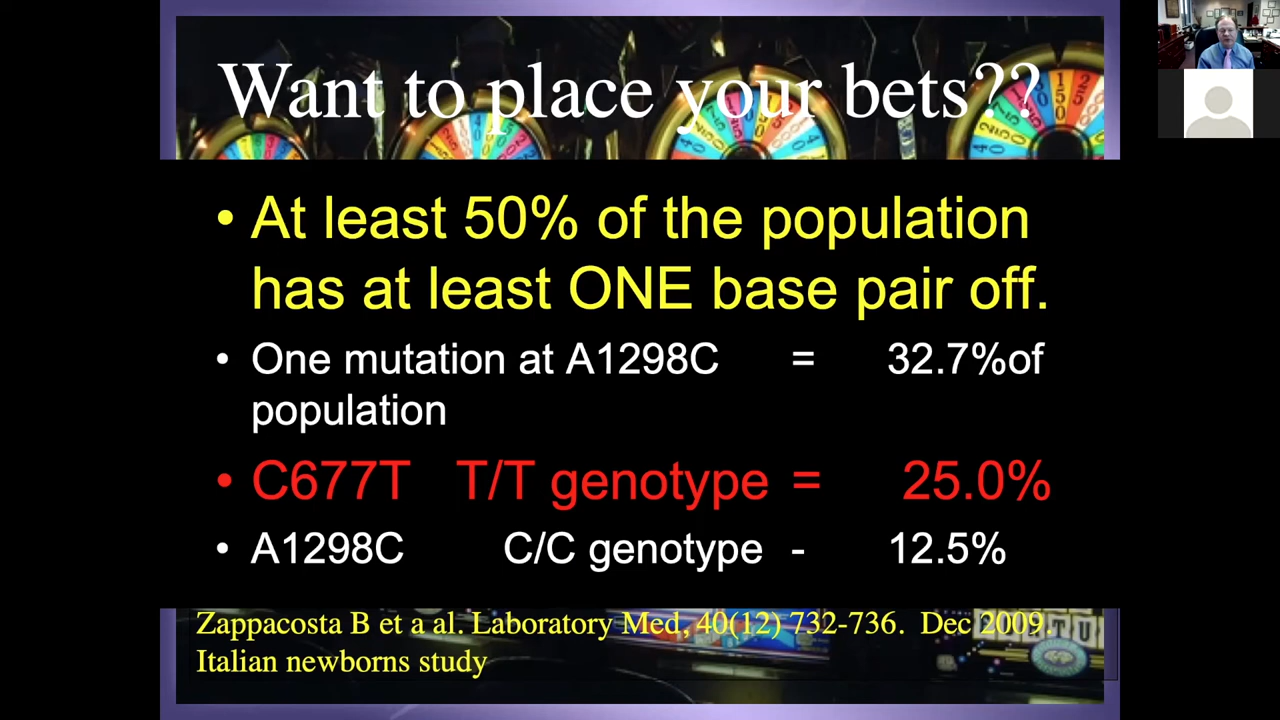 Want to place your bets??
• At least 50% of the population
has at least ONE base pair off.
• One mutation at A1298C = 32.7%of
population
• C677T T/T genotype = 25.0%
• A1298C C/C genotype - 12.5%
Zappacosta B et a al. Laboratory Med, 40(12) 732-736. Dec 2009.
Italian newborns study